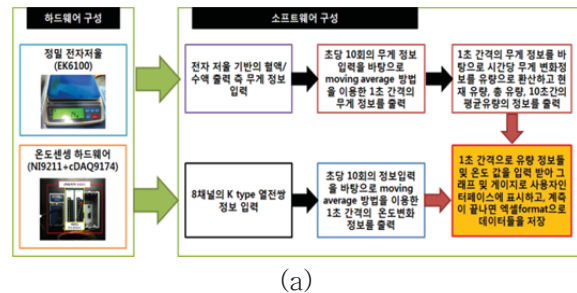 하드웨어 구성
소프트웨어 구성
정밀 전자저울
(EK6100)
전자 저울 기반의 혈액/
수액 출력 즉 무게 정보
입력
초당 10회의 무게 정보
입력을 바탕으로
moving average 방법
을 이용한 1초 간격의
무게 정보를 출력
1초 간격의 무게 정보를 바
탕으로 시간당 무게 변화정
보를 유량으로 환산하고 현
재 유량, 총 유량, 10초간의
평균유량의 정보를 출력
온도센싱 하드웨어
(NI9211+cDAQ9174)
8채널의 K type 열전쌍
정보 입력
초당 10회의 정보입력
을 바탕으로 moving
average 방법을 이용한
1초 간격의 온도변화
정보를 출력
1초 간격으로 유량 정보들
및 온도 값을 입력 받아 그
래프 및 게이지로 사용자인
터페이스에 표시하고, 계측
이 끝나면 엑셀format으로
데이터들을 저장
(a)